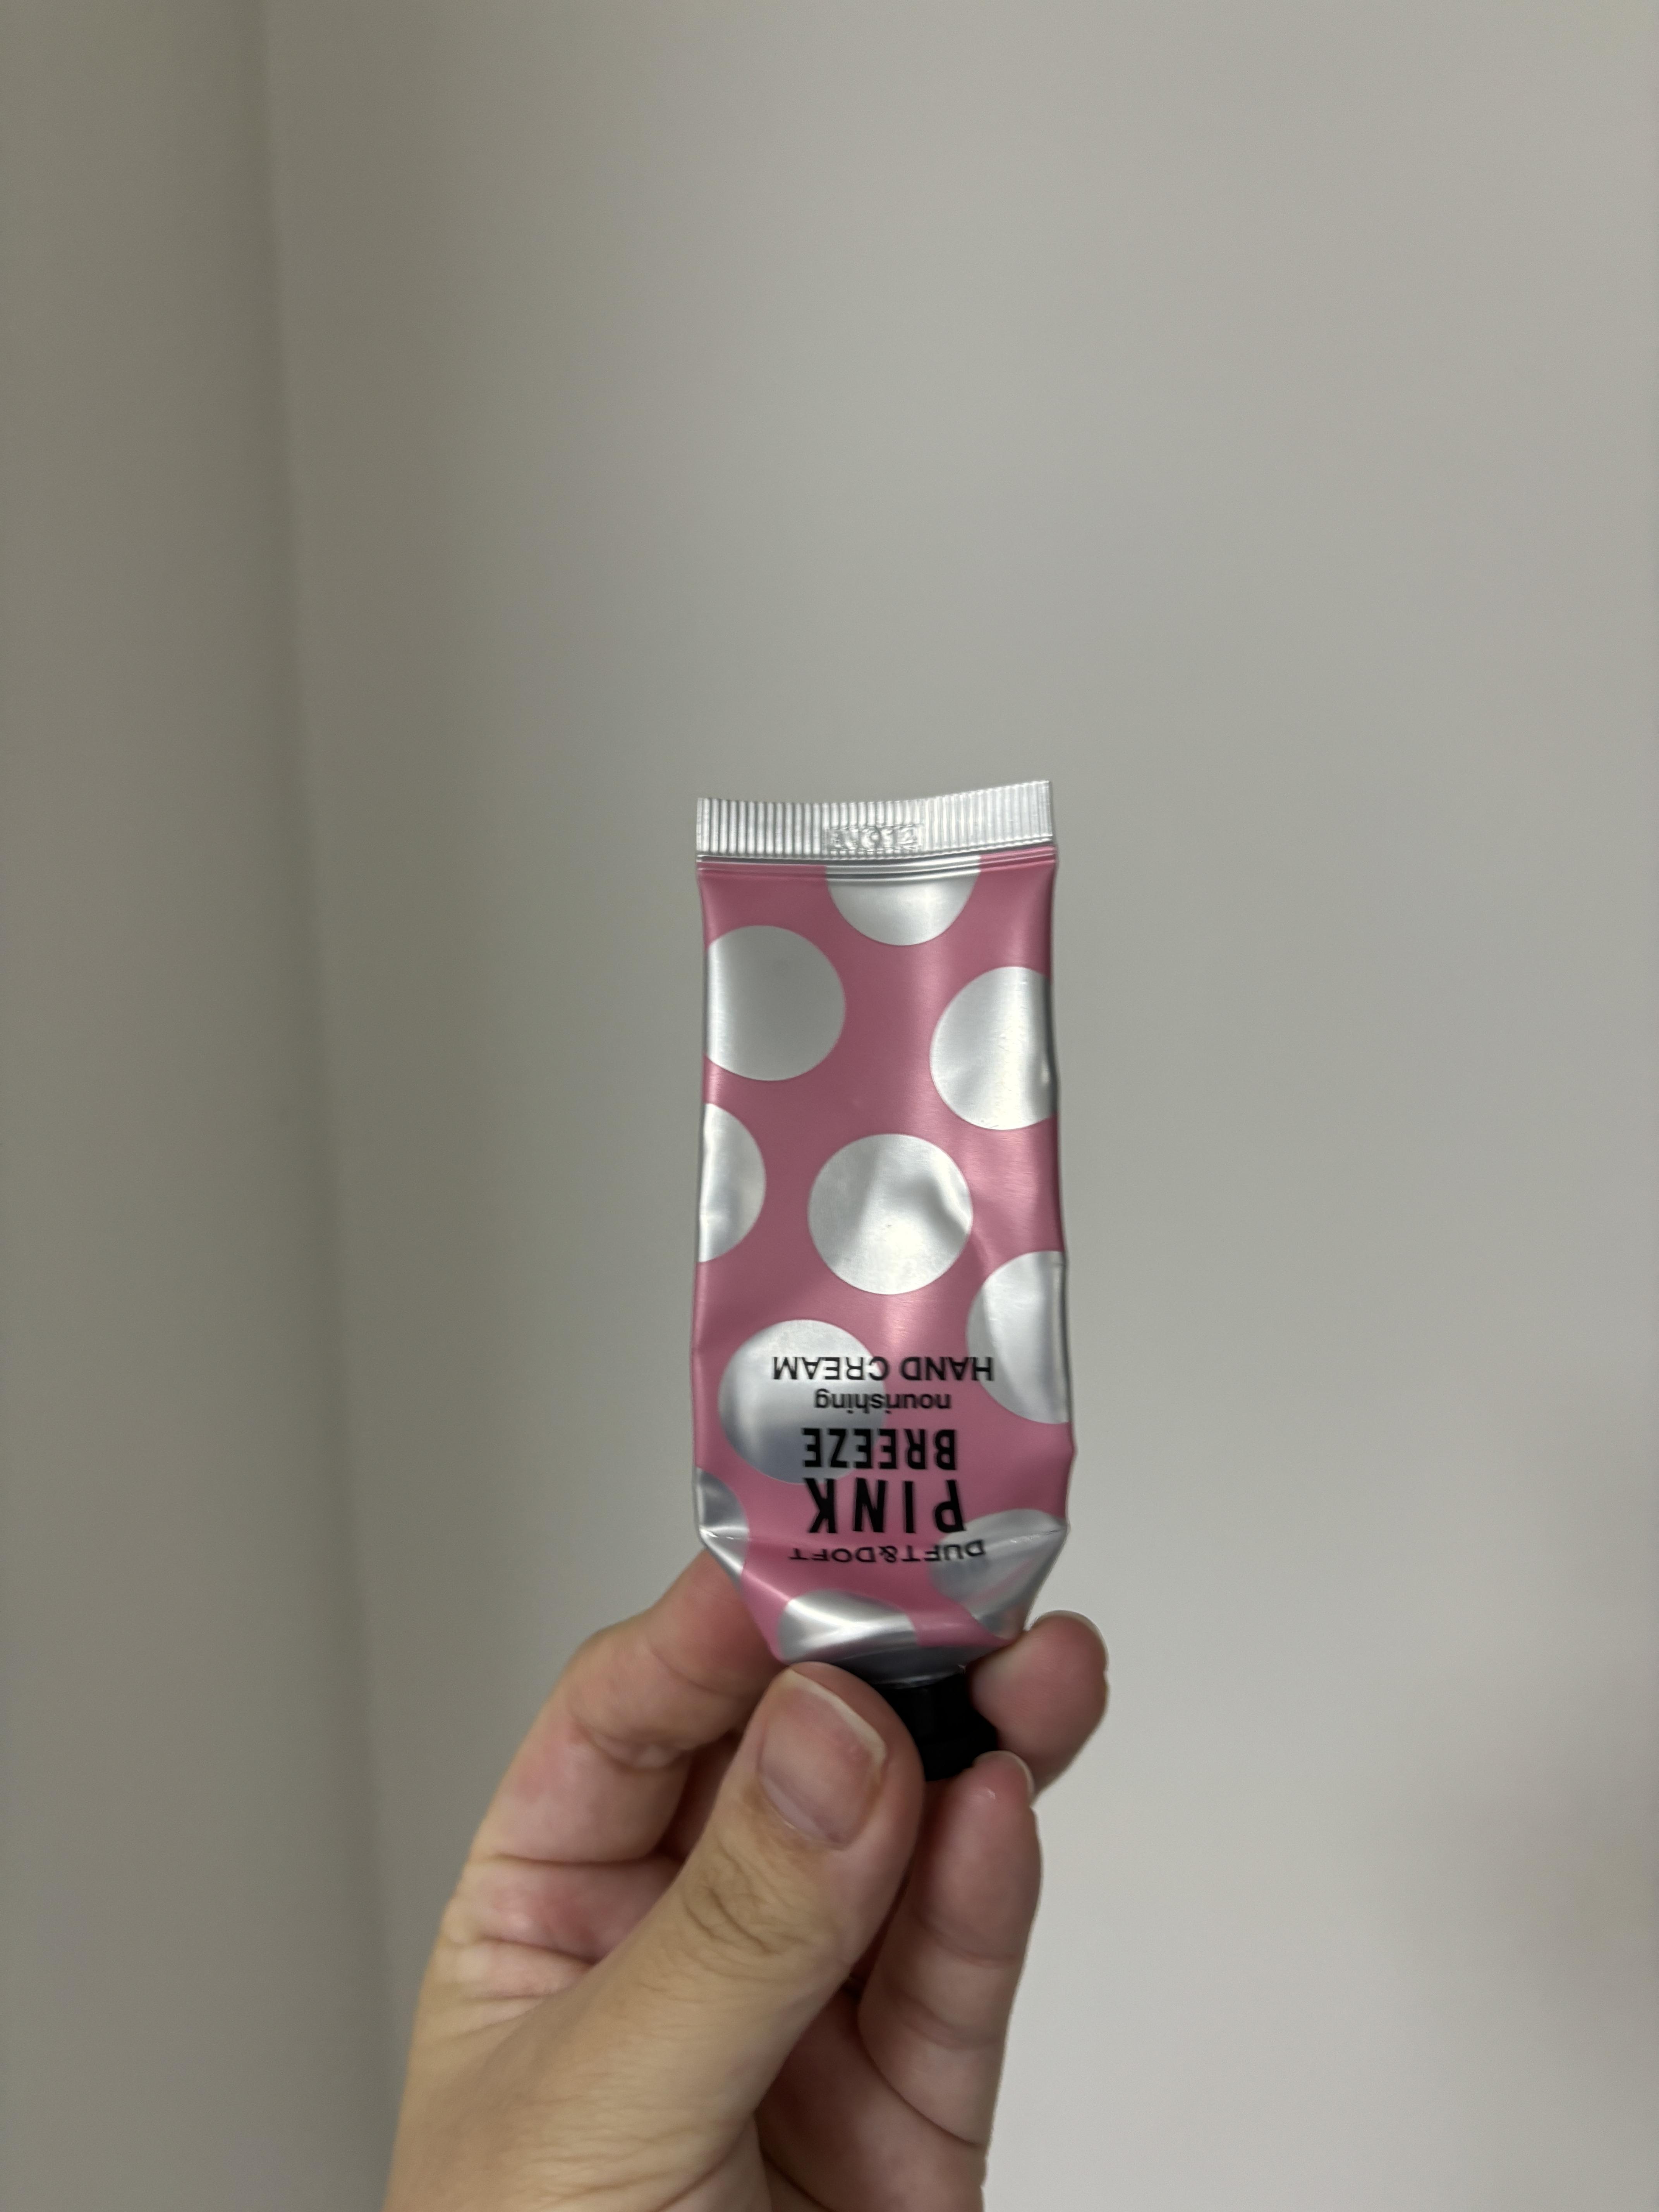 DUFT&DOFT
PINK
BREEZE
nourishing
HAND CREAM